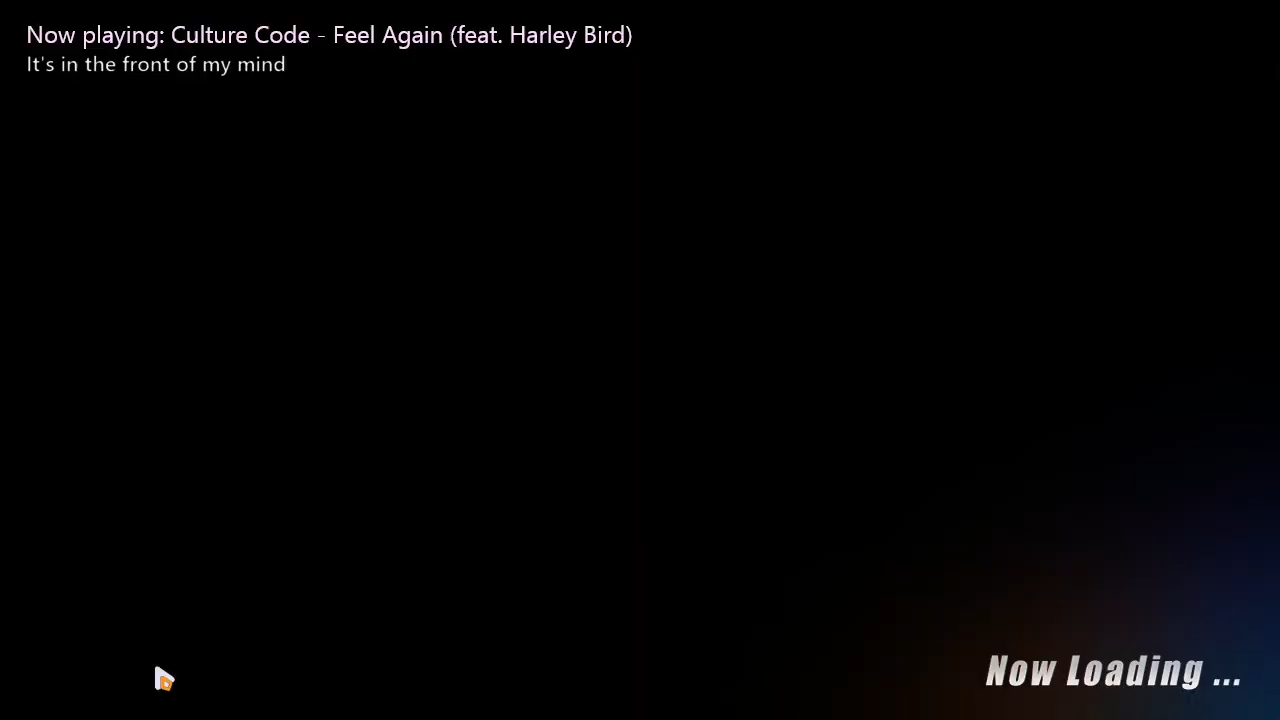 Now playing: Culture Code - Feel Again (feat. Harley Bird)
It's in the front of my mind
Now Loading ...